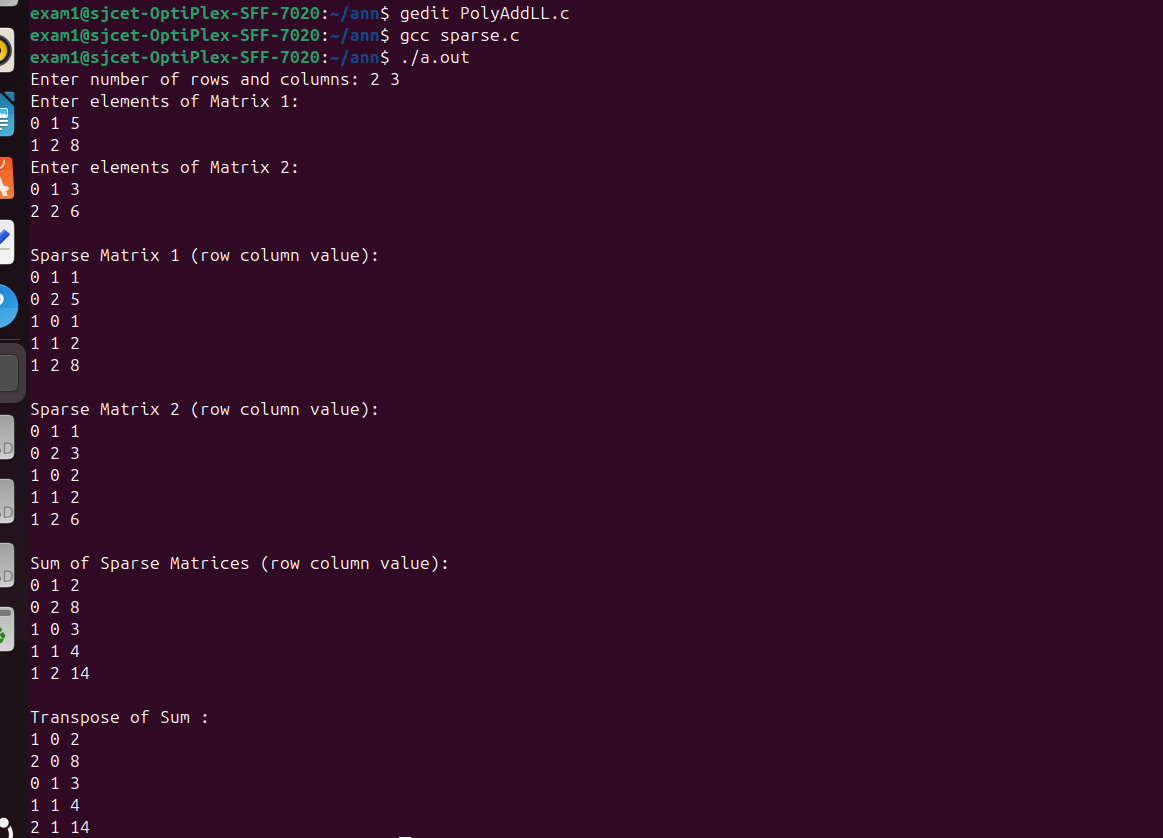 exam1@sjcet-OptiPlex-SFF-7020:~/ann$ gedit PolyAddLL.c
exam1@sjcet-OptiPlex-SFF-7020:~/ann$ gcc sparse.c
exam1@sjcet-OptiPlex-SFF-7020:~/ann$ ./a.out
Enter number of rows and columns: 2 3
Enter elements of Matrix 1:
0 1 5
1 2 8
Enter elements of Matrix 2:
0 1 3
2 2 6
Sparse Matrix 1 (row column value):
0 1 1
0 2 5
1 0 1
1 1 2
1 2 8
Sparse Matrix 2 (row column value):
0 1 1
0 2 3
1 0 2
1 1 2
1 2 6
Sum of Sparse Matrices (row column value):
0 1 2
0 2 8
1 0 3
1 1 4
1 2 14
Transpose of Sum :
1 0 2
2 0 8
0 1 3
1 1 4
2 1 14